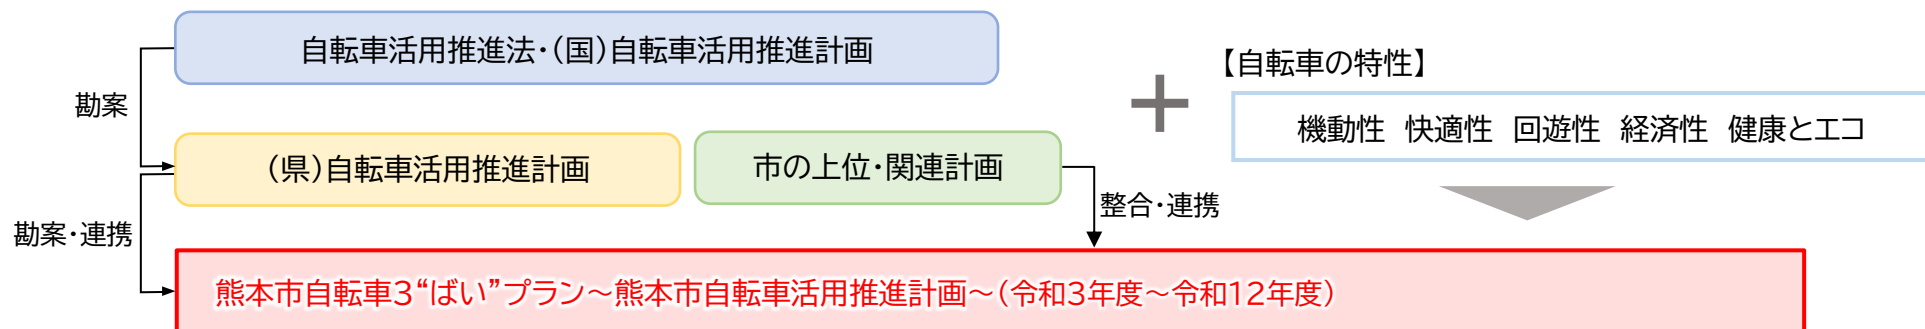 自転車活用推進法・(国)自転車活用推進計画
【自転車の特性】
勘案
機動性 快適性 回遊性 経済性 健康とエコ
(県)自転車活用推進計画
市の上位・関連計画
整合・連携
勘案・連携
熊本市自転車3“ばい”プラン～熊本市自転車活用推進計画～(令和3年度～令和12年度)